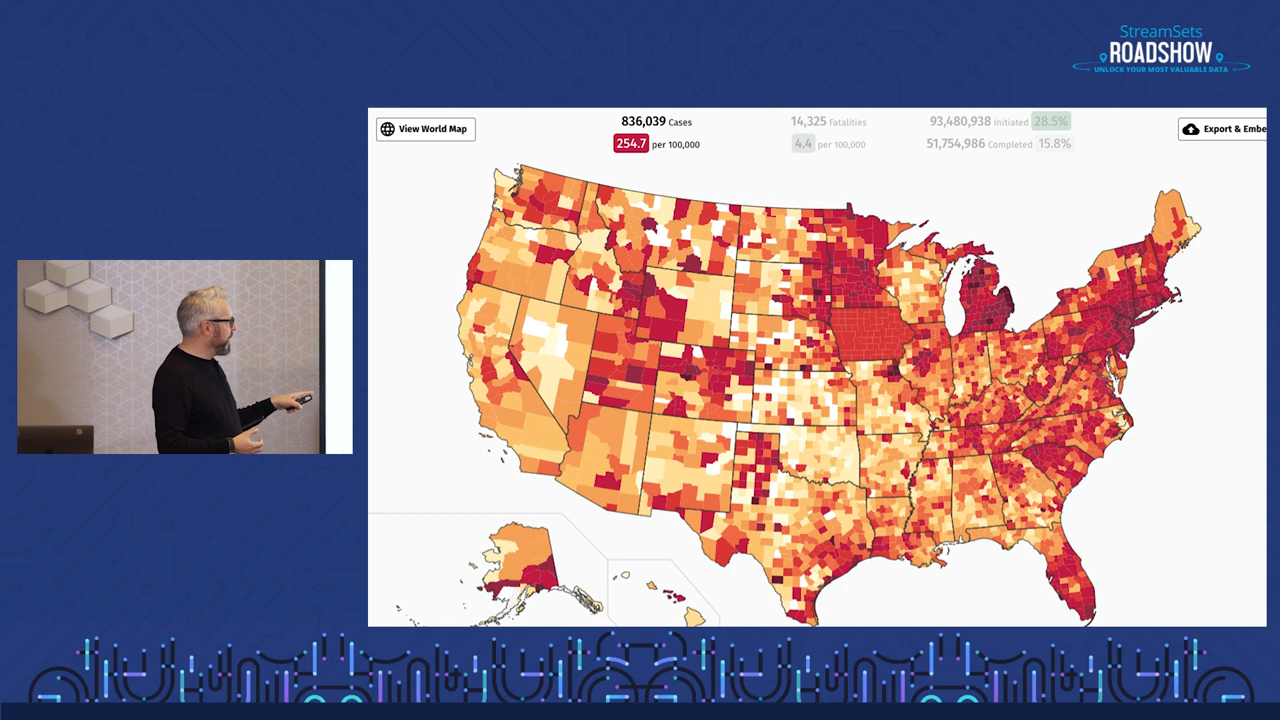 StreamSets
ROADSHOW
UNLOCK YOUR MOST VALUABLE DATA
View World Map
836,039 Cases
254.7 per 100,000
14,325 Fatalities
4.4 per 100,000
93,480,938 Initiated 28.5%
51,754,986 Completed 15.8%
Export & Embe